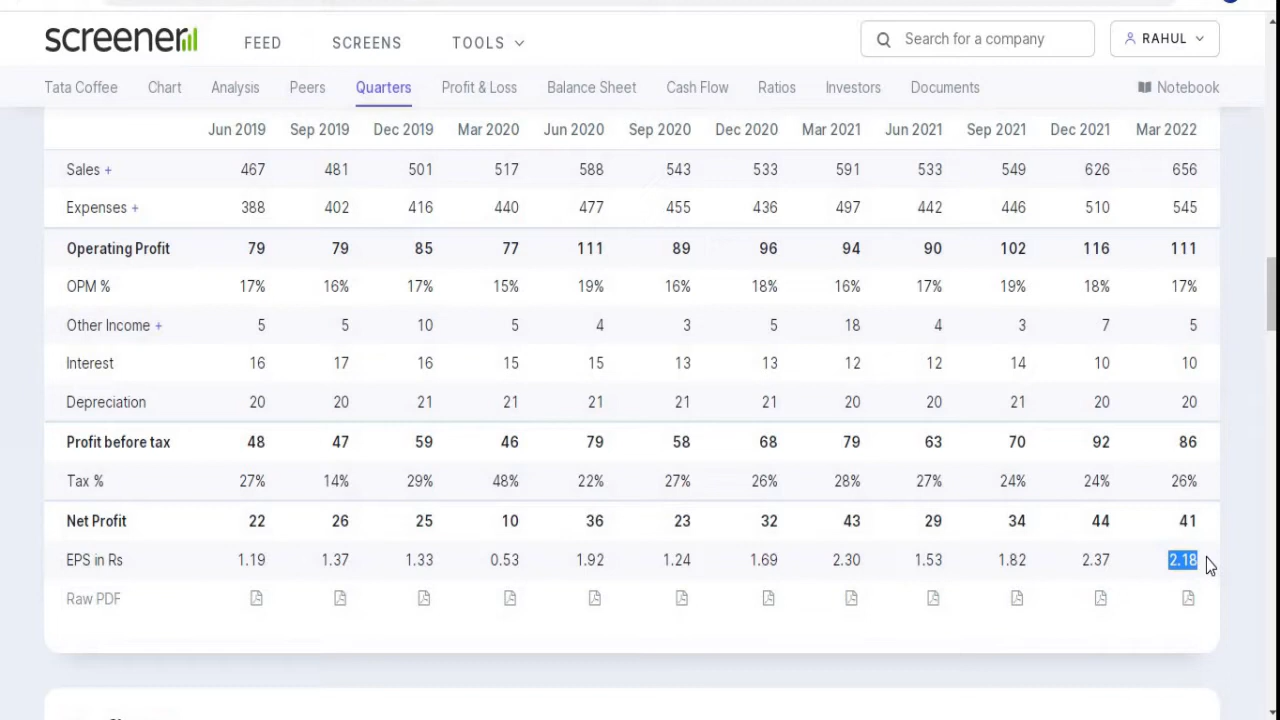 screener FEED SCREENS TOOLS Search for a company RAHUL
Tata Coffee Chart Analysis Peers Quarters Profit & Loss Balance Sheet Cash Flow Ratios Investors Documents Notebook
Jun 2019 Sep 2019 Dec 2019 Mar 2020 Jun 2020 Sep 2020 Dec 2020 Mar 2021 Jun 2021 Sep 2021 Dec 2021 Mar 2022
Sales + 467 481 501 517 588 543 533 591 533 549 626 656
Expenses + 388 402 416 440 477 455 436 497 442 446 510 545
Operating Profit 79 79 85 77 111 89 96 94 90 102 116 111
OPM % 17% 16% 17% 15% 19% 16% 18% 16% 17% 19% 18% 17%
Other Income + 5 5 10 5 4 3 5 18 4 3 7 5
Interest 16 17 16 15 15 13 13 12 12 14 10 10
Depreciation 20 20 21 21 21 21 21 20 20 21 20 20
Profit before tax 48 47 59 46 79 58 68 79 63 70 92 86
Tax % 27% 14% 29% 48% 22% 27% 26% 28% 27% 24% 24% 26%
Net Profit 22 26 25 10 36 23 32 43 29 34 44 41
EPS in Rs 1.19 1.37 1.33 0.53 1.92 1.24 1.69 2.30 1.53 1.82 2.37 2.18
Raw PDF